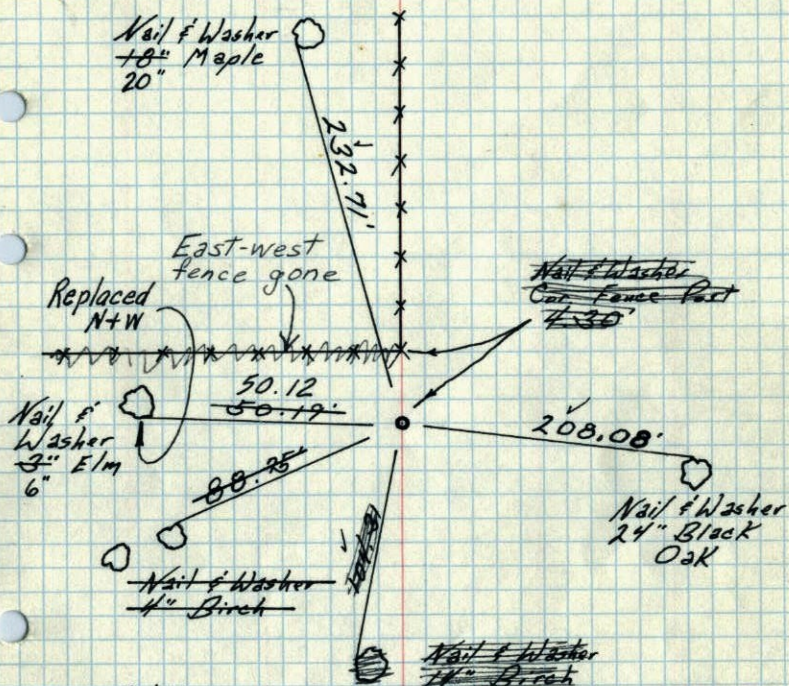 Nail & Washer
18" Maple
20"
232.71'
East-west
fence gone
Replaced
N+W
Nail & Washer
Cor Fence Post
4.30'
50.12
50.19'
208.08'
Nail &
Washer
3" Elm
6"
88.75'
Nail & Washer
24" Black
Oak
Nail & Washer
4" Birch
Nail & Washer
14" Birch